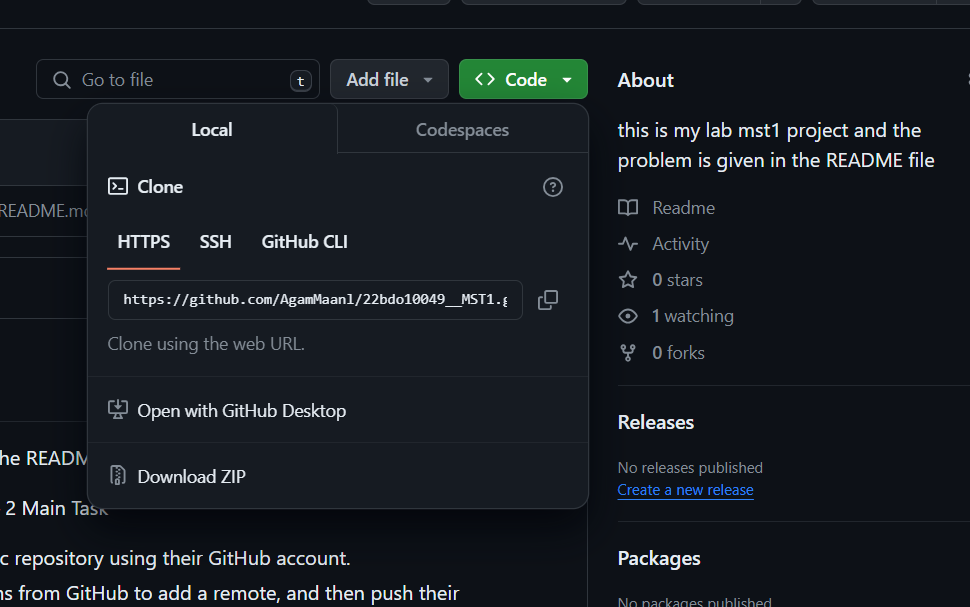 Go to file
t
Add file
Code
Local
Codespaces
Clone
HTTPS
SSH
GitHub CLI
https://github.com/AgamMaanl/22bdo10049__MST1.g
Clone using the web URL.
Open with GitHub Desktop
Download ZIP
README.md
he READM
2 Main Task
c repository using their GitHub account.
ns from GitHub to add a remote, and then push their
About
this is my lab mst1 project and the
problem is given in the README file
Readme
Activity
0 stars
1 watching
0 forks
Releases
No releases published
Create a new release
Packages
No packages published